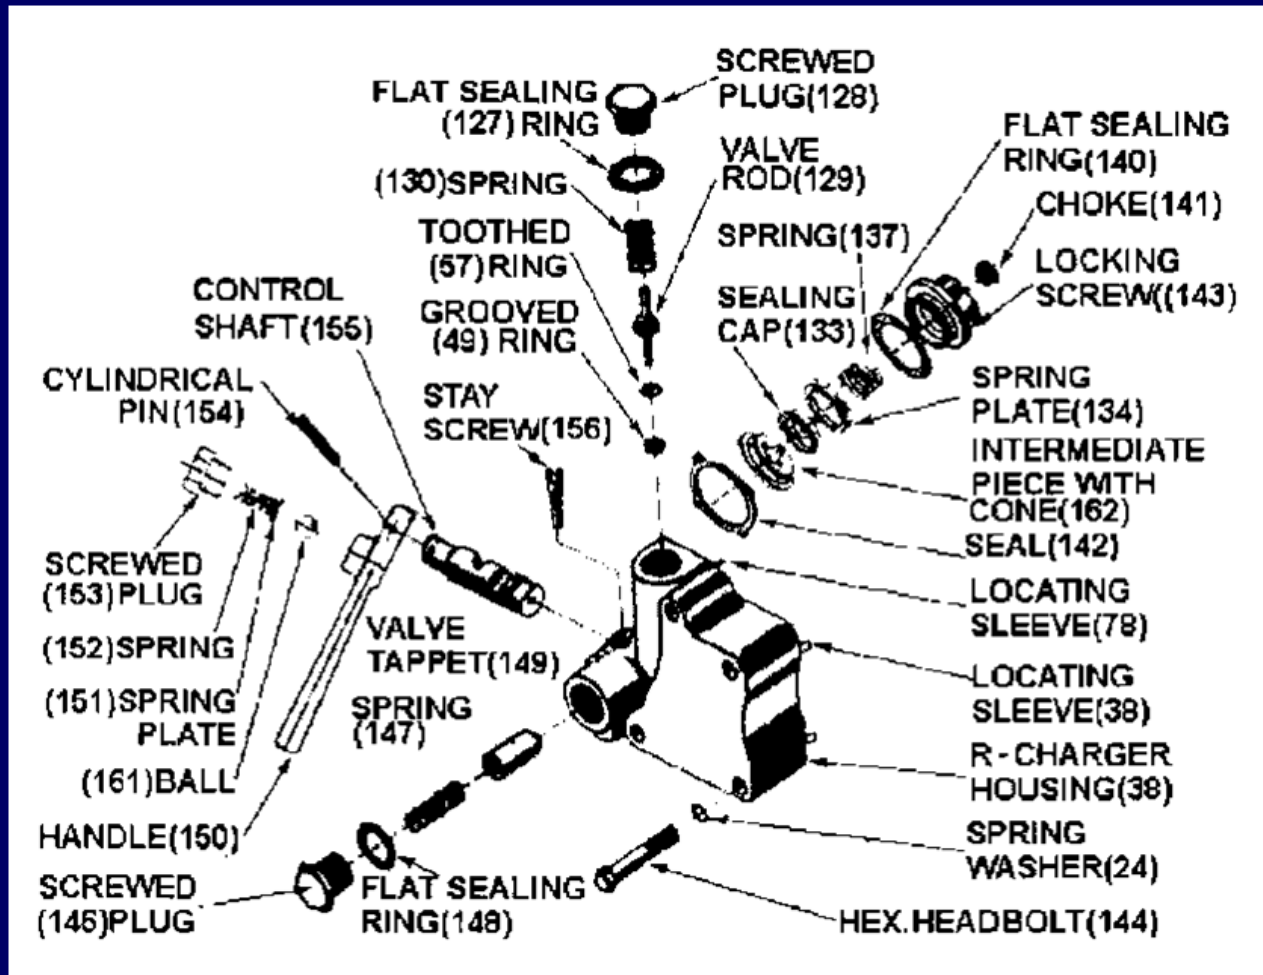 SCREWED
PLUG(128)
FLAT SEALING
(127)RING
VALVE
ROD(129)
FLAT SEALING
RING(140)
(130)SPRING
CHOKE(141)
TOOTHED
(57)RING
SPRING(137)
LOCKING
SCREW((143)
CONTROL
SHAFT(155)
GROOVED
(49) RING
SEALING
CAP(133)
CYLINDRICAL
PIN(154)
STAY
SCREW(156)
SPRING
PLATE(134)
INTERMEDIATE
PIECE WITH
CONE(162)
SEAL(142)
SCREWED
(153)PLUG
LOCATING
SLEEVE(78)
VALVE
TAPPET(149)
(152)SPRING
LOCATING
SLEEVE(38)
(151)SPRING
PLATE
SPRING
(147)
R-CHARGER
HOUSING(38)
(161)BALL
HANDLE(150)
SPRING
WASHER(24)
SCREWED
(146)PLUG
FLAT SEALING
RING(148)
HEX.HEADBOLT(144)